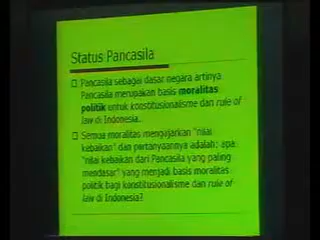 Status Pancasila
Pancasila sebagai dasar negara artinya
Pancasila merupakan basis moralitas
politik untuk konstitusionalisme dan rule of
law di Indonesia..
Semua moralitas mengajarkan "nilai
kebaikan" dan pertanyaannya adalah: apa
"nilai kebaikan dari Pancasila yang paling
mendasar" yang menjadi basis moralitas
politik bagi konstitusionalisme dan rule of
law di Indonesia?